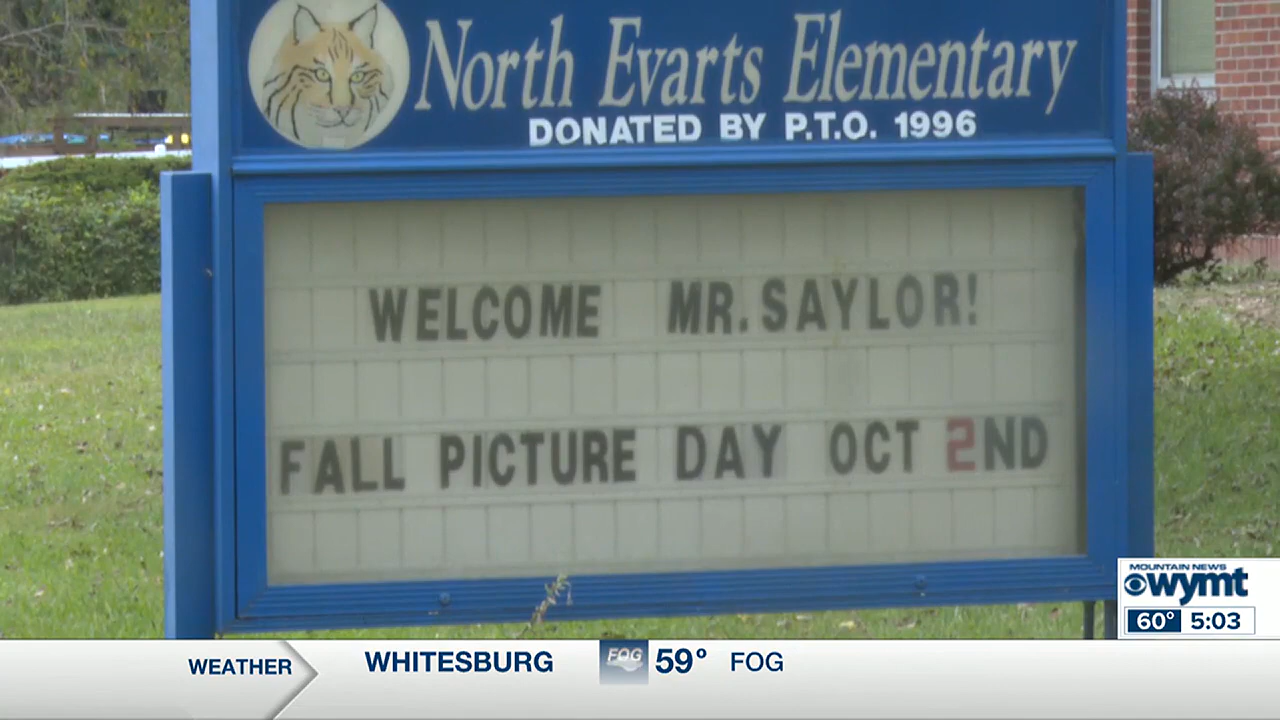 North Evarts Elementary
DONATED BY P.T.O. 1996
WELCOME MR. SAYLOR!
FALL PICTURE DAY OCT 2ND
MOUNTAIN NEWS
wymt
60° 5:03
WEATHER WHITESBURG FOG 59° FOG